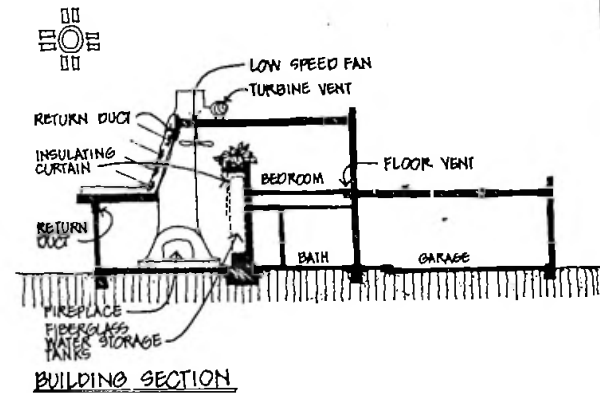 LOW SPEED FAN
TURBINE VENT
RETURN DUCT
INSULATING
CURTAIN
BEDROOM
FLOOR VENT
RETURN
DUCT
BATH
GARAGE
FIREPLACE
FIBERGLASS
WATER STORAGE
TANKS
BUILDING SECTION